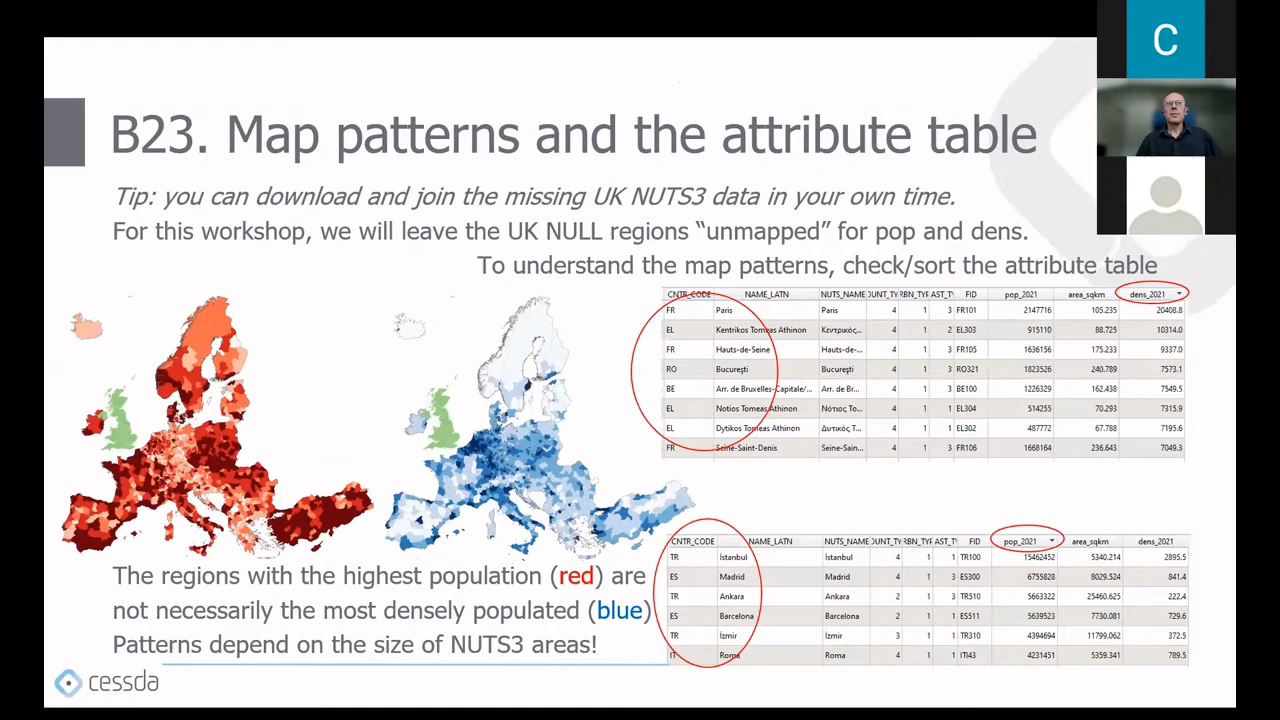 C
B23. Map patterns and the attribute table
Tip: you can download and join the missing UK NUTS3 data in your own time.
For this workshop, we will leave the UK NULL regions “unmapped” for pop and dens.
To understand the map patterns, check/sort the attribute table
CNTR_CODE NAME_LATN NUTS_NAME OUNT_TY RBN_TYP AST_TY FID pop_2021 area_sqkm dens_2021
FR Paris Paris 4 1 3 FR101 2147716 105.235 20408.8
EL Kentrikos Tomeas Athinon Κεντρικός... 4 1 2 EL303 915110 88.725 10314.0
FR Hauts-de-Seine Hauts-de-... 4 1 3 FR105 1636156 175.233 9337.0
RO Bucureşti Bucureşti 4 1 3 RO321 1823526 240.789 7573.1
BE Arr. de Bruxelles-Capitale/... Arr. de Br... 4 1 3 BE100 1226329 162.438 7549.5
EL Notios Tomeas Athinon Νότιος Το... 4 1 1 EL304 514255 70.293 7315.9
EL Dytikos Tomeas Athinon Δυτικός Τ... 4 1 3 EL302 487772 67.788 7195.6
FR Seine-Saint-Denis Seine-Sain... 4 1 3 FR106 1668164 236.643 7049.3
CNTR_CODE NAME_LATN NUTS_NAME OUNT_TY RBN_TYP AST_TY FID pop_2021 area_sqkm dens_2021
TR İstanbul İstanbul 4 1 1 TR100 15462452 5340.214 2895.5
ES Madrid Madrid 4 1 3 ES300 6755828 8029.524 841.4
TR Ankara Ankara 2 1 3 TR510 5663322 25460.625 222.4
ES Barcelona Barcelona 2 1 1 ES511 5639523 7730.081 729.6
TR İzmir İzmir 3 1 1 TR310 4394694 11799.062 372.5
IT Roma Roma 4 1 1 ITI43 4231451 5359.341 789.5
The regions with the highest population (red) are
not necessarily the most densely populated (blue)
Patterns depend on the size of NUTS3 areas!
cessda